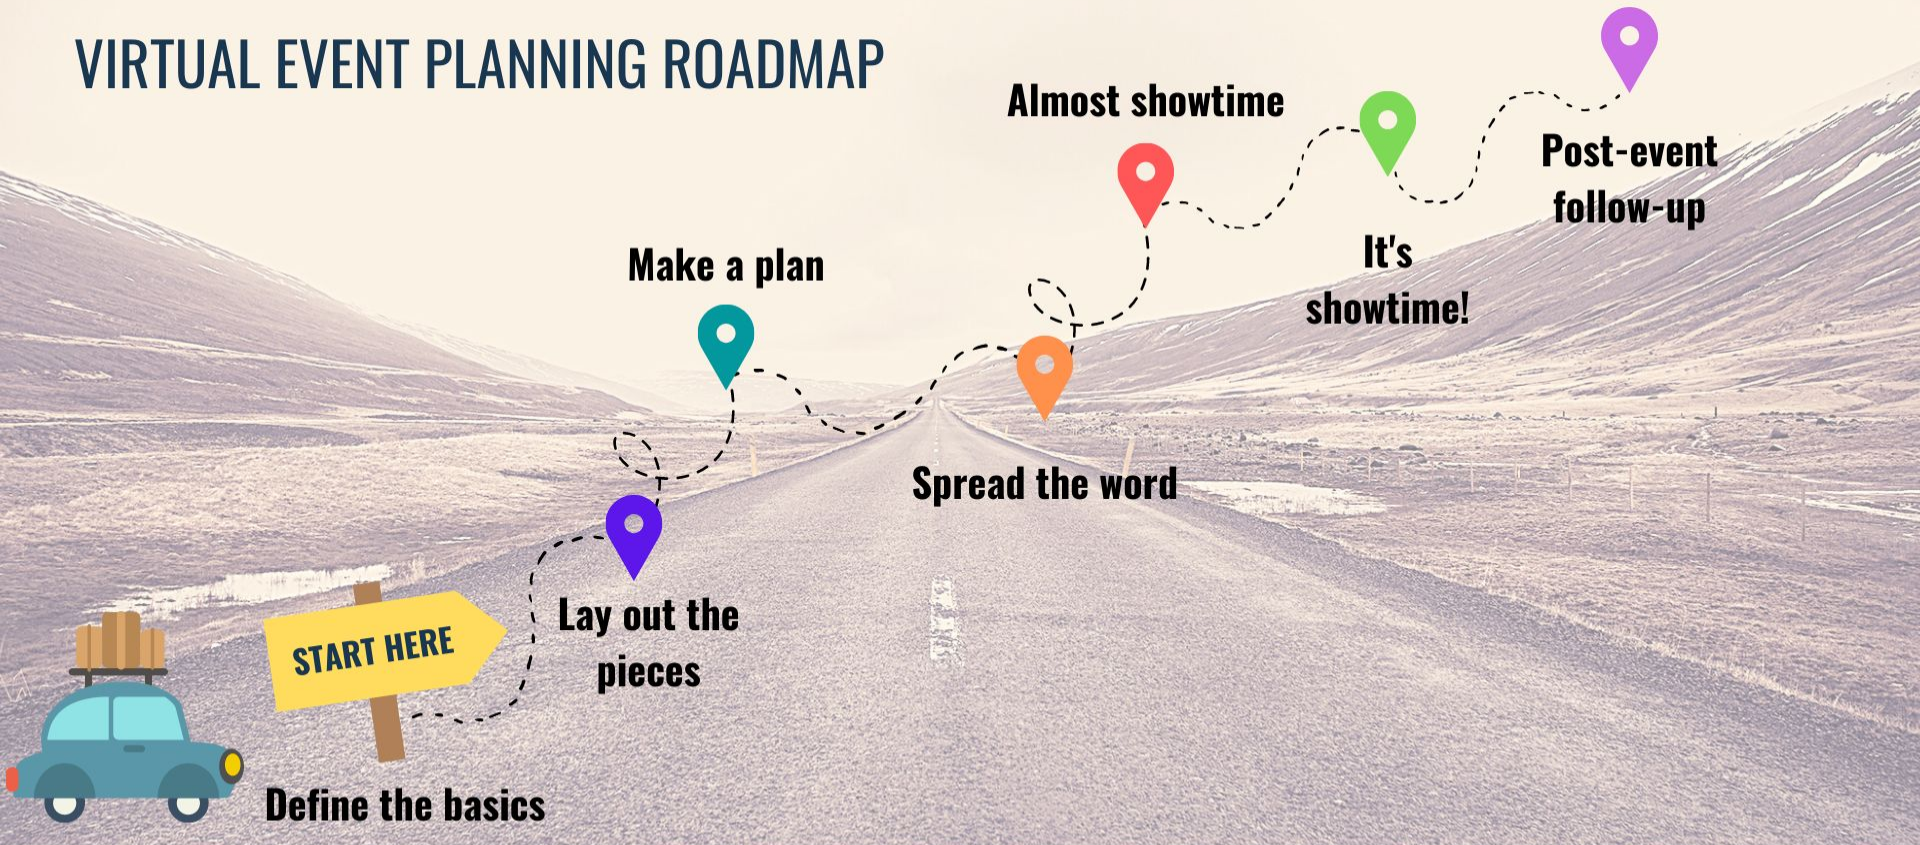 VIRTUAL EVENT PLANNING ROADMAP
START HERE
Define the basics
Lay out the
pieces
Make a plan
Spread the word
Almost showtime
It's
showtime!
Post-event
follow-up